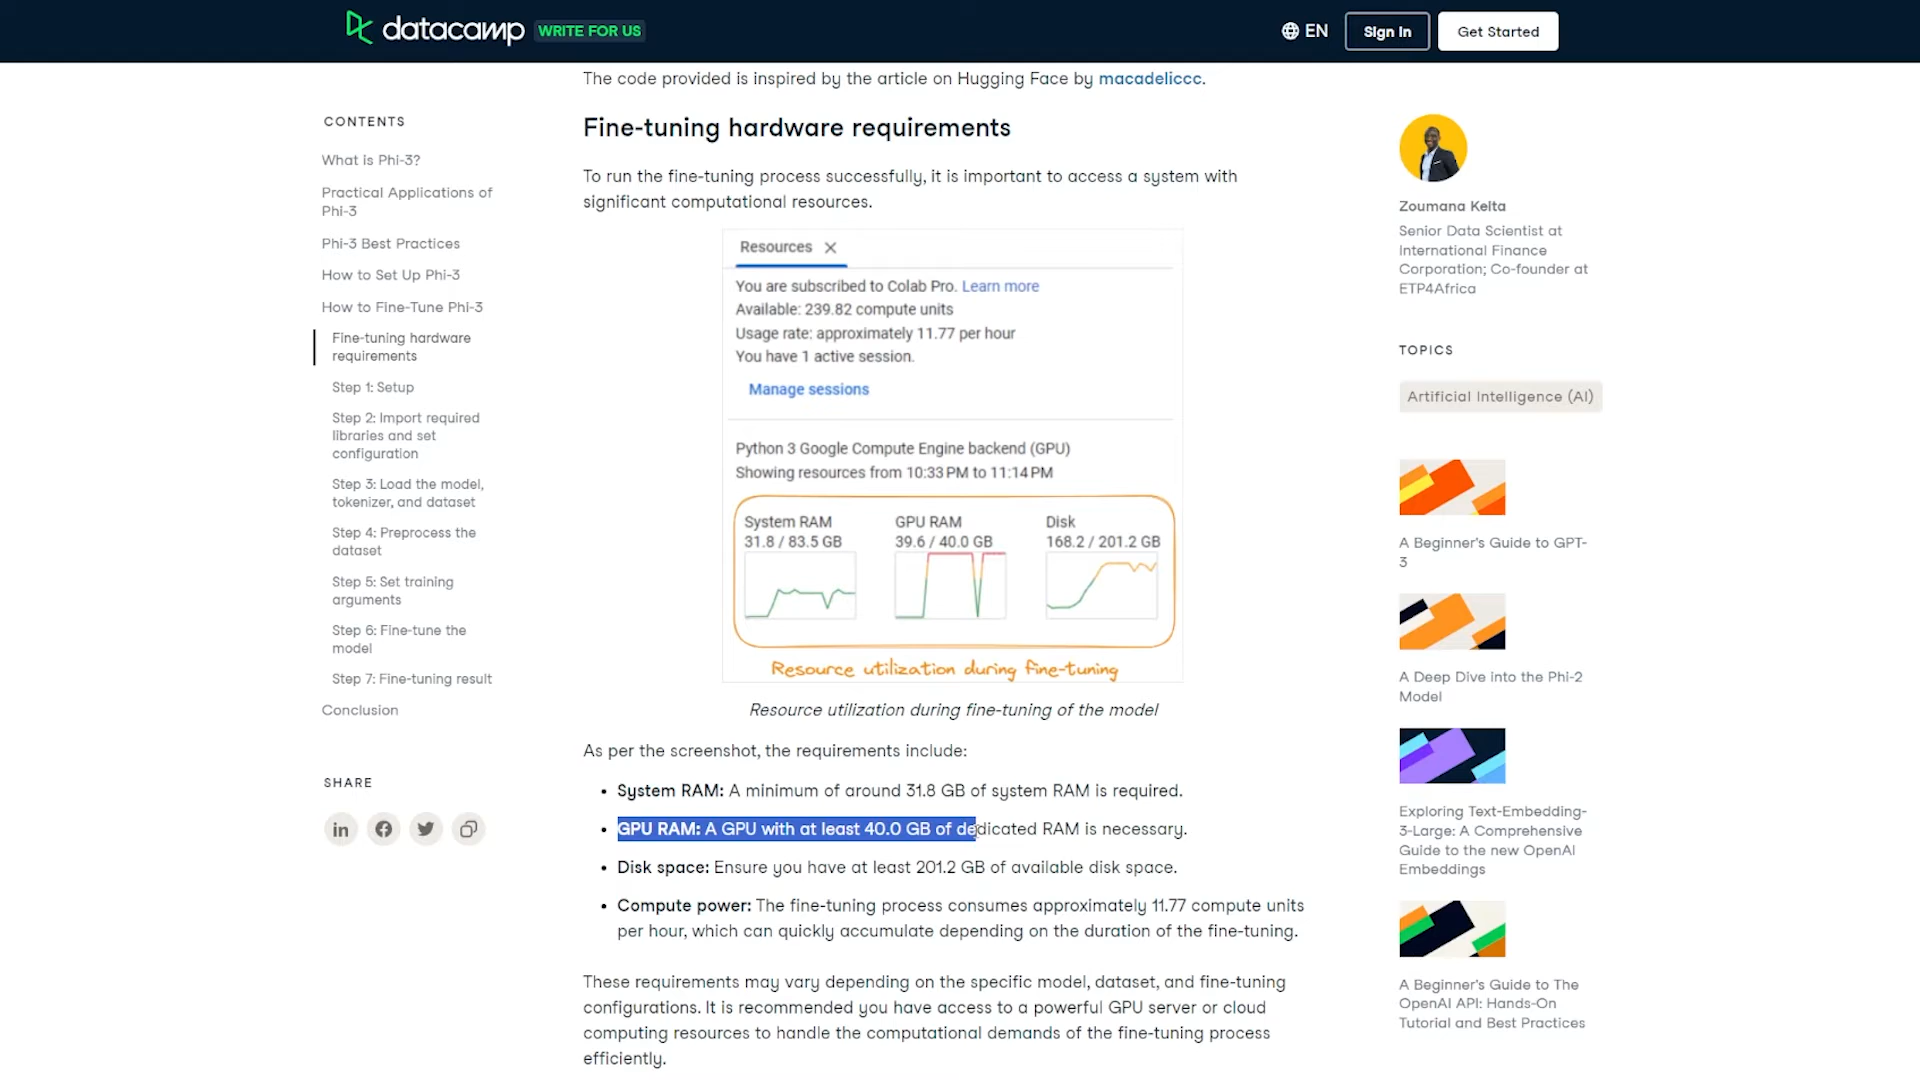 datacamp WRITE FOR US
EN
Sign In
Get Started
The code provided is inspired by the article on Hugging Face by macadeliccc.
CONTENTS
What is Phi-3?
Practical Applications of
Phi-3
Phi-3 Best Practices
How to Set Up Phi-3
How to Fine-Tune Phi-3
Fine-tuning hardware
requirements
Step 1: Setup
Step 2: Import required
libraries and set
configuration
Step 3: Load the model,
tokenizer, and dataset
Step 4: Preprocess the
dataset
Step 5: Set training
arguments
Step 6: Fine-tune the
model
Step 7: Fine-tuning result
Conclusion
SHARE
Fine-tuning hardware requirements
To run the fine-tuning process successfully, it is important to access a system with
significant computational resources.
Resources
You are subscribed to Colab Pro. Learn more
Available: 239.82 compute units
Usage rate: approximately 11.77 per hour
You have 1 active session.
Manage sessions
Python 3 Google Compute Engine backend (GPU)
Showing resources from 10:33 PM to 11:14 PM
System RAM
31.8 / 83.5 GB
GPU RAM
39.6 / 40.0 GB
Disk
168.2 / 201.2 GB
Resource utilization during fine-tuning
Resource utilization during fine-tuning of the model
As per the screenshot, the requirements include:
• System RAM: A minimum of around 31.8 GB of system RAM is required.
• GPU RAM: A GPU with at least 40.0 GB of dedicated RAM is necessary.
• Disk space: Ensure you have at least 201.2 GB of available disk space.
• Compute power: The fine-tuning process consumes approximately 11.77 compute units
per hour, which can quickly accumulate depending on the duration of the fine-tuning.
These requirements may vary depending on the specific model, dataset, and fine-tuning
configurations. It is recommended you have access to a powerful GPU server or cloud
computing resources to handle the computational demands of the fine-tuning process
efficiently.
Zoumana Keita
Senior Data Scientist at
International Finance
Corporation; Co-founder at
ETP4Africa
TOPICS
Artificial Intelligence (AI)
A Beginner's Guide to GPT-
3
A Deep Dive into the Phi-2
Model
Exploring Text-Embedding-
3-Large: A Comprehensive
Guide to the new OpenAI
Embeddings
A Beginner's Guide to The
OpenAI API: Hands-On
Tutorial and Best Practices